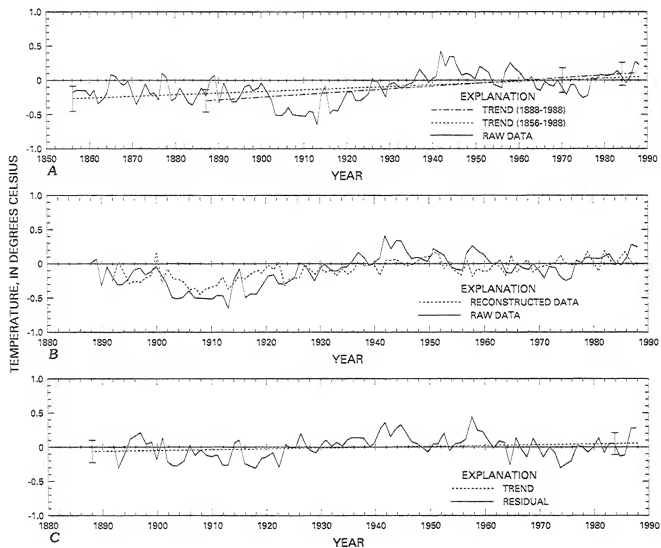 TEMPERATURE, IN DEGREES CELSIUS
1.0
0.5
0
-0.5
-1.0
EXPLANATION
TREND (1888-1988)
TREND (1856-1988)
RAW DATA
1850 1860 1870 1880 1890 1900 1910 1920 1930 1940 1950 1960 1970 1980 1990
A
YEAR
1.0
0.5
0
-0.5
-1.0
EXPLANATION
RECONSTRUCTED DATA
RAW DATA
1880 1890 1900 1910 1920 1930 1940 1950 1960 1970 1980 1990
B
YEAR
1.0
0.5
0
-0.5
-1.0
EXPLANATION
TREND
RESIDUAL
1880 1890 1900 1910 1920 1930 1940 1950 1960 1970 1980 1990
C
YEAR